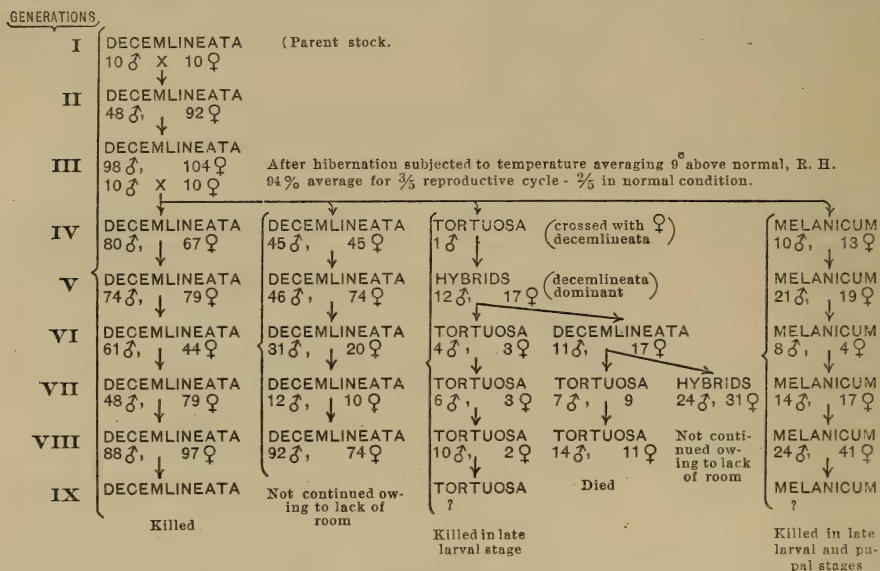 GENERATIONS
I DECEMLINEATA (Parent stock.
10♂ X 10♀
II DECEMLINEATA
48♂, 92♀
III DECEMLINEATA
98♂, 104♀ After hibernation subjected to temperature averaging 9° above normal, R. H.
10♂ X 10♀ 94% average for 3/5 reproductive cycle - 2/5 in normal condition.
IV DECEMLINEATA DECEMLINEATA TORTUOSA (crossed with ♀ MELANICUM
80♂, 67♀ 45♂, 45♀ 1♂ decemlineata) 10♂, 13♀
V DECEMLINEATA DECEMLINEATA HYBRIDS (decemlineata MELANICUM
74♂, 79♀ 46♂, 74♀ 12♂, 17♀ dominant) 21♂, 19♀
VI DECEMLINEATA DECEMLINEATA TORTUOSA DECEMLINEATA MELANICUM
61♂, 44♀ 31♂, 20♀ 4♂, 3♀ 11♂, 17♀ 8♂, 4♀
VII DECEMLINEATA DECEMLINEATA TORTUOSA TORTUOSA HYBRIDS MELANICUM
48♂, 79♀ 12♂, 10♀ 6♂, 3♀ 7♂, 9 24♂, 31♀ 14♂, 17♀
VIII DECEMLINEATA DECEMLINEATA TORTUOSA TORTUOSA Not conti- MELANICUM
88♂, 97♀ 92♂, 74♀ 10♂, 2♀ 14♂, 11♀ nued owing to lack of room 24♂, 41♀
IX DECEMLINEATA Not continued ow- TORTUOSA Died MELANICUM
ing to lack of ? ?
Killed room Killed in late Killed in late
larval stage larval and pu-
pal stages